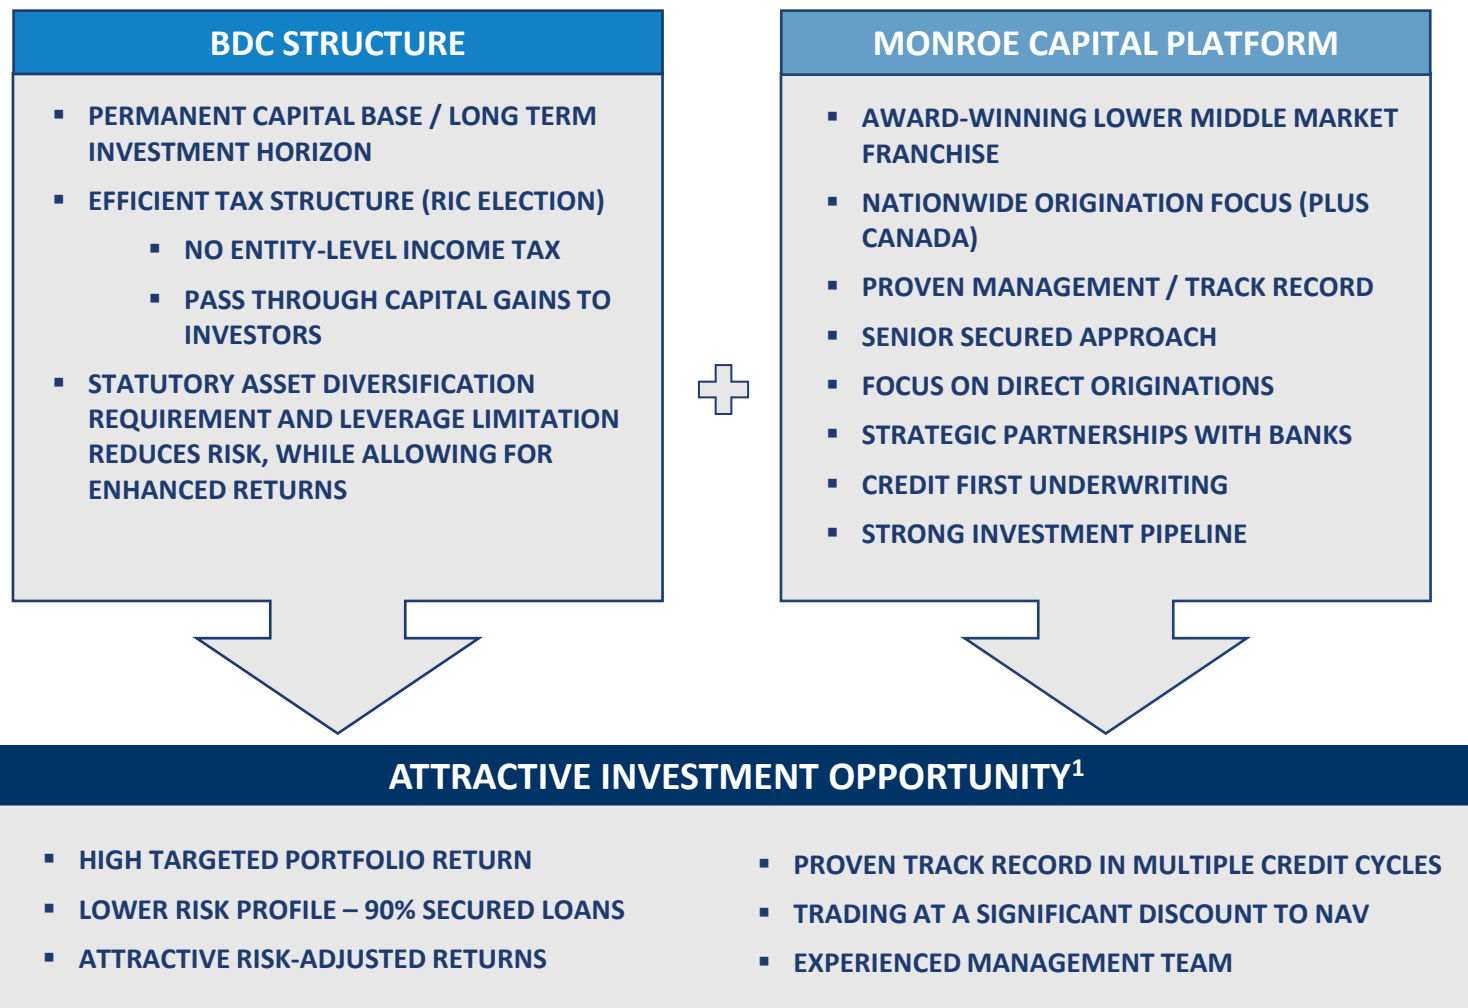 BDC STRUCTURE
▪ PERMANENT CAPITAL BASE / LONG TERM
INVESTMENT HORIZON
▪ EFFICIENT TAX STRUCTURE (RIC ELECTION)
▪ NO ENTITY-LEVEL INCOME TAX
▪ PASS THROUGH CAPITAL GAINS TO
INVESTORS
▪ STATUTORY ASSET DIVERSIFICATION
REQUIREMENT AND LEVERAGE LIMITATION
REDUCES RISK, WHILE ALLOWING FOR
ENHANCED RETURNS
MONROE CAPITAL PLATFORM
▪ AWARD-WINNING LOWER MIDDLE MARKET
FRANCHISE
▪ NATIONWIDE ORIGINATION FOCUS (PLUS
CANADA)
▪ PROVEN MANAGEMENT / TRACK RECORD
▪ SENIOR SECURED APPROACH
▪ FOCUS ON DIRECT ORIGINATIONS
▪ STRATEGIC PARTNERSHIPS WITH BANKS
▪ CREDIT FIRST UNDERWRITING
▪ STRONG INVESTMENT PIPELINE
ATTRACTIVE INVESTMENT OPPORTUNITY¹
▪ HIGH TARGETED PORTFOLIO RETURN
▪ LOWER RISK PROFILE – 90% SECURED LOANS
▪ ATTRACTIVE RISK-ADJUSTED RETURNS
▪ PROVEN TRACK RECORD IN MULTIPLE CREDIT CYCLES
▪ TRADING AT A SIGNIFICANT DISCOUNT TO NAV
▪ EXPERIENCED MANAGEMENT TEAM